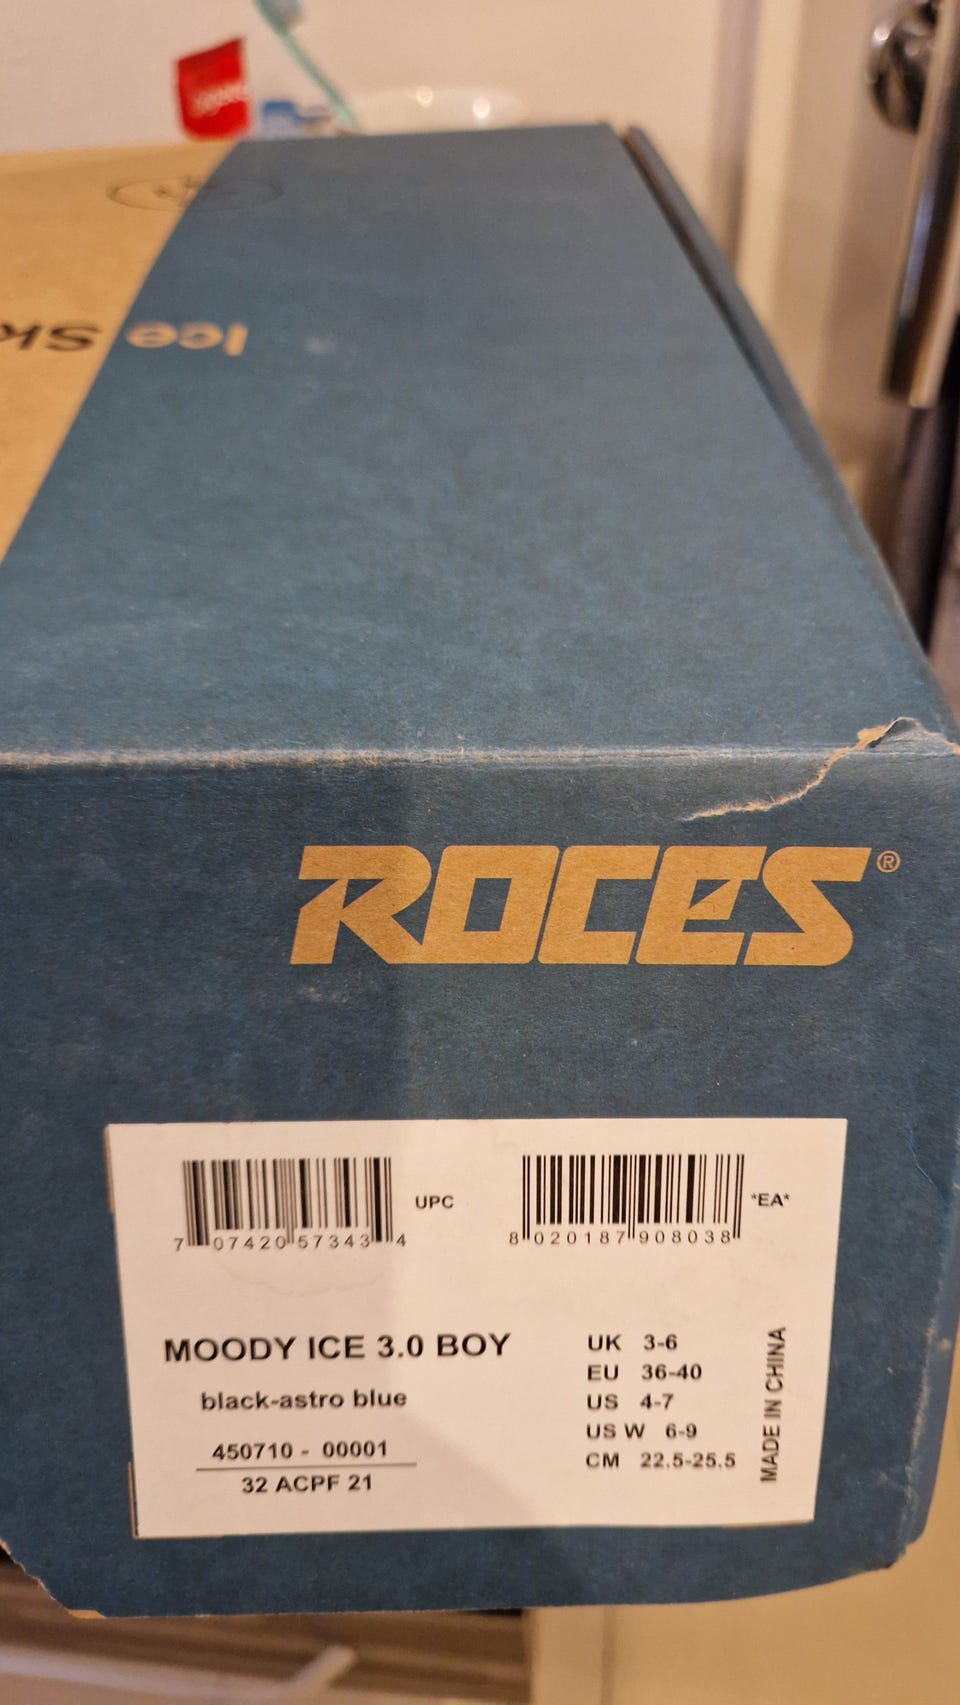 Ice Sk
ROCES®
UPC
*EA*
7 07420 57343 4
8 020187 908038
MOODY ICE 3.0 BOY
black-astro blue
450710 - 00001
32 ACPF 21
UK 3-6
EU 36-40
US 4-7
US W 6-9
CM 22.5-25.5
MADE IN CHINA